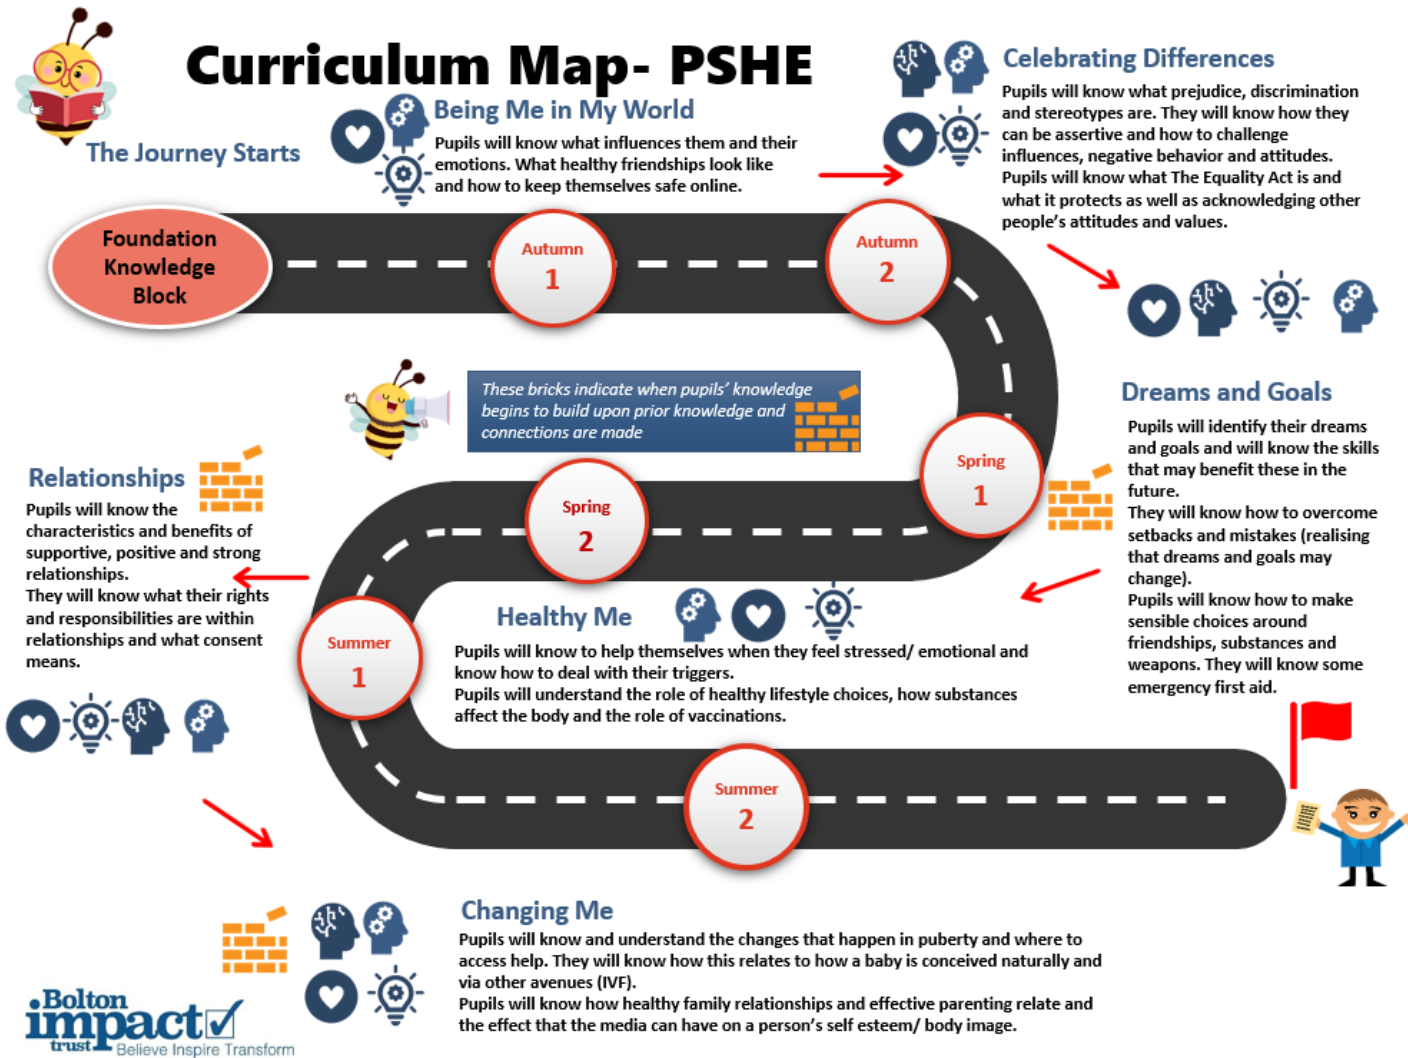 Curriculum Map- PSHE
The Journey Starts
Being Me in My World
Pupils will know what influences them and their
emotions. What healthy friendships look like
and how to keep themselves safe online.
Celebrating Differences
Pupils will know what prejudice, discrimination
and stereotypes are. They will know how they
can be assertive and how to challenge
influences, negative behavior and attitudes.
Pupils will know what The Equality Act is and
what it protects as well as acknowledging other
people's attitudes and values.
Foundation
Knowledge
Block
Autumn
1
Autumn
2
These bricks indicate when pupils' knowledge
begins to build upon prior knowledge and
connections are made
Dreams and Goals
Pupils will identify their dreams
and goals and will know the skills
that may benefit these in the
future.
They will know how to overcome
setbacks and mistakes (realising
that dreams and goals may
change).
Pupils will know how to make
sensible choices around
friendships, substances and
weapons. They will know some
emergency first aid.
Spring
1
Spring
2
Healthy Me
Pupils will know to help themselves when they feel stressed/ emotional and
know how to deal with their triggers.
Pupils will understand the role of healthy lifestyle choices, how substances
affect the body and the role of vaccinations.
Relationships
Pupils will know the
characteristics and benefits of
supportive, positive and strong
relationships.
They will know what their rights
and responsibilities are within
relationships and what consent
means.
Summer
1
Summer
2
Changing Me
Pupils will know and understand the changes that happen in puberty and where to
access help. They will know how this relates to how a baby is conceived naturally and
via other avenues (IVF).
Pupils will know how healthy family relationships and effective parenting relate and
the effect that the media can have on a person's self esteem/ body image.
Bolton
impact
trust
Believe Inspire Transform